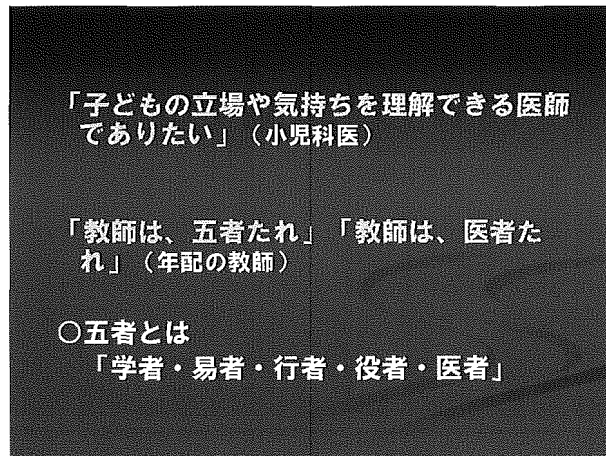 「子どもの立場や気持ちを理解できる医師
でありたい」（小児科医）
「教師は、五者たれ」「教師は、医者た
れ」（年配の教師）
○五者とは
「学者・易者・行者・役者・医者」